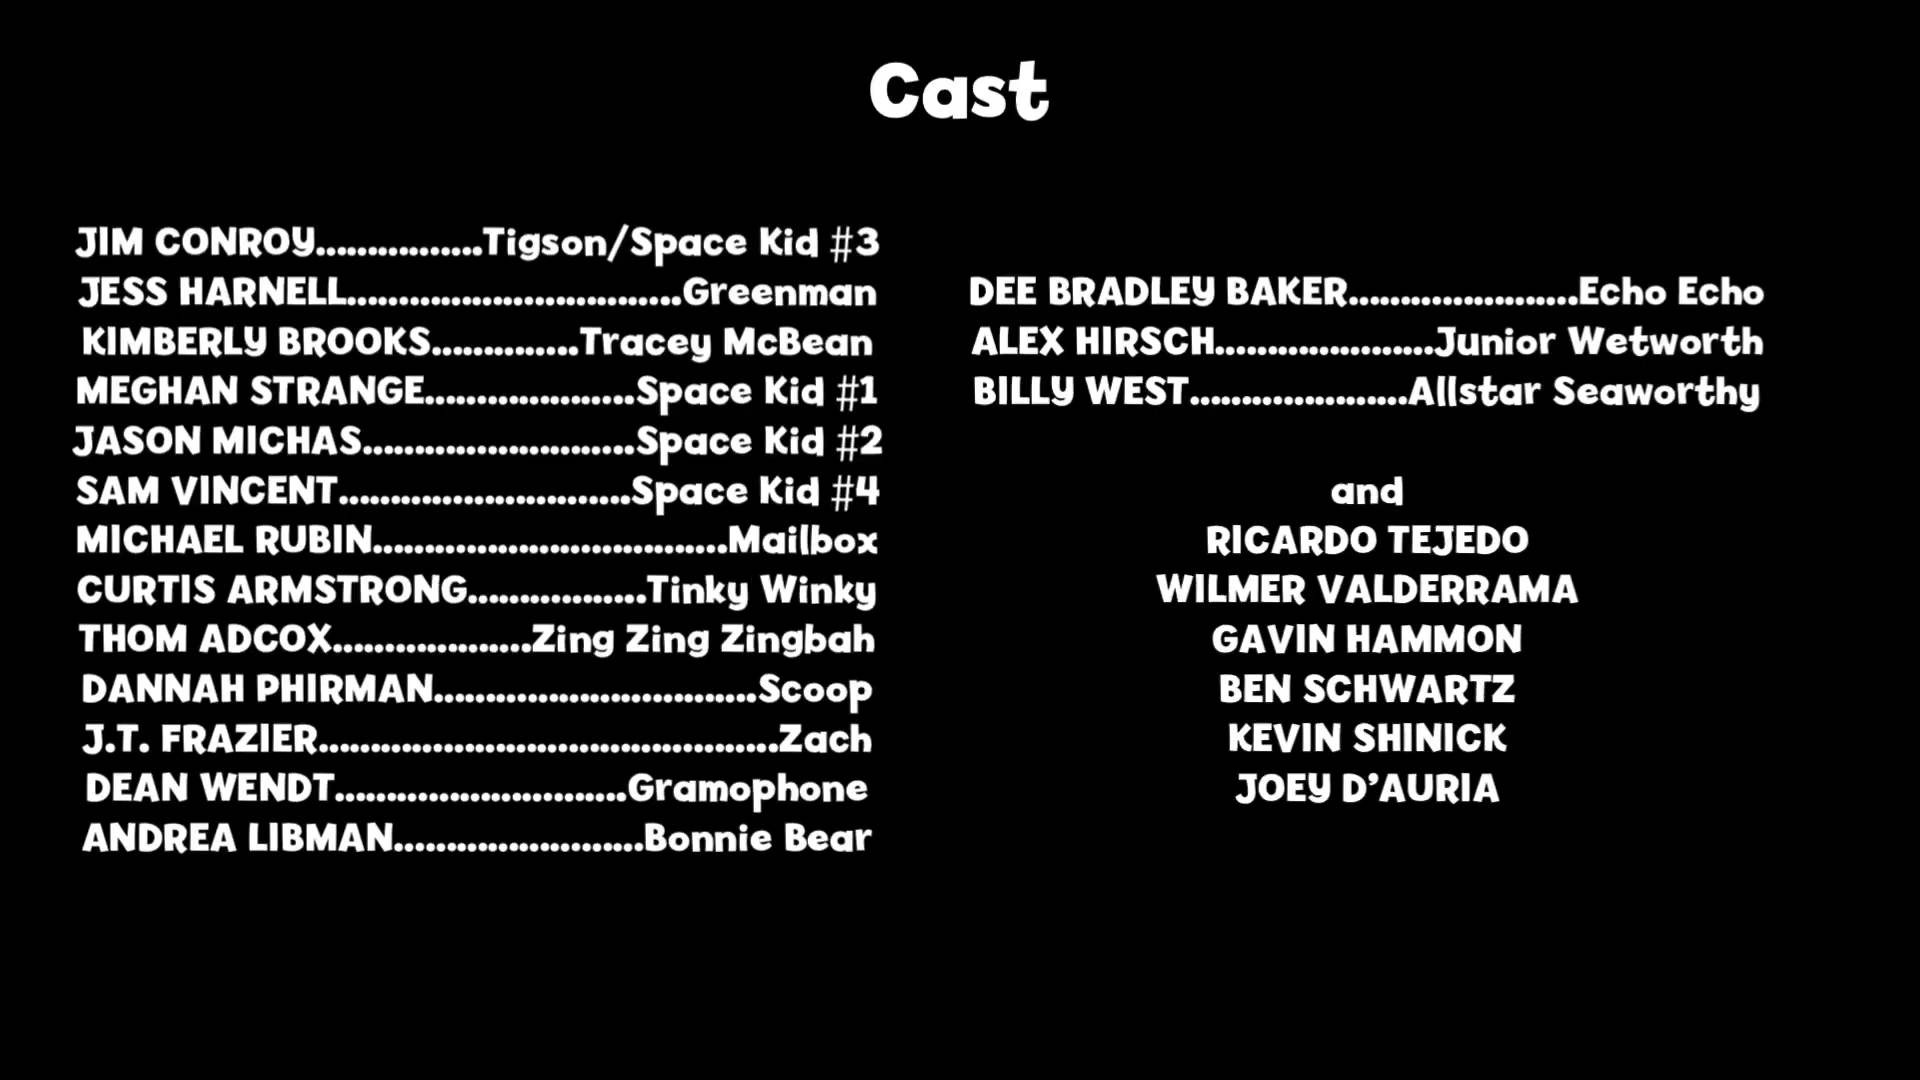 Cast
JIM CONROY................Tigson/Space Kid #3
JESS HARNELL................................Greenman
KIMBERLY BROOKS..............Tracey McBean
MEGHAN STRANGE....................Space Kid #1
JASON MICHAS..........................Space Kid #2
SAM VINCENT............................Space Kid #4
MICHAEL RUBIN..................................Mailbox
CURTIS ARMSTRONG.................Tinky Winky
THOM ADCOX...................Zing Zing Zingbah
DANNAH PHIRMAN...............................Scoop
J.T. FRAZIER............................................Zach
DEAN WENDT............................Gramophone
ANDREA LIBMAN........................Bonnie Bear
DEE BRADLEY BAKER......................Echo Echo
ALEX HIRSCH.....................Junior Wetworth
BILLY WEST.....................Allstar Seaworthy
and
RICARDO TEJEDO
WILMER VALDERRAMA
GAVIN HAMMON
BEN SCHWARTZ
KEVIN SHINICK
JOEY D'AURIA